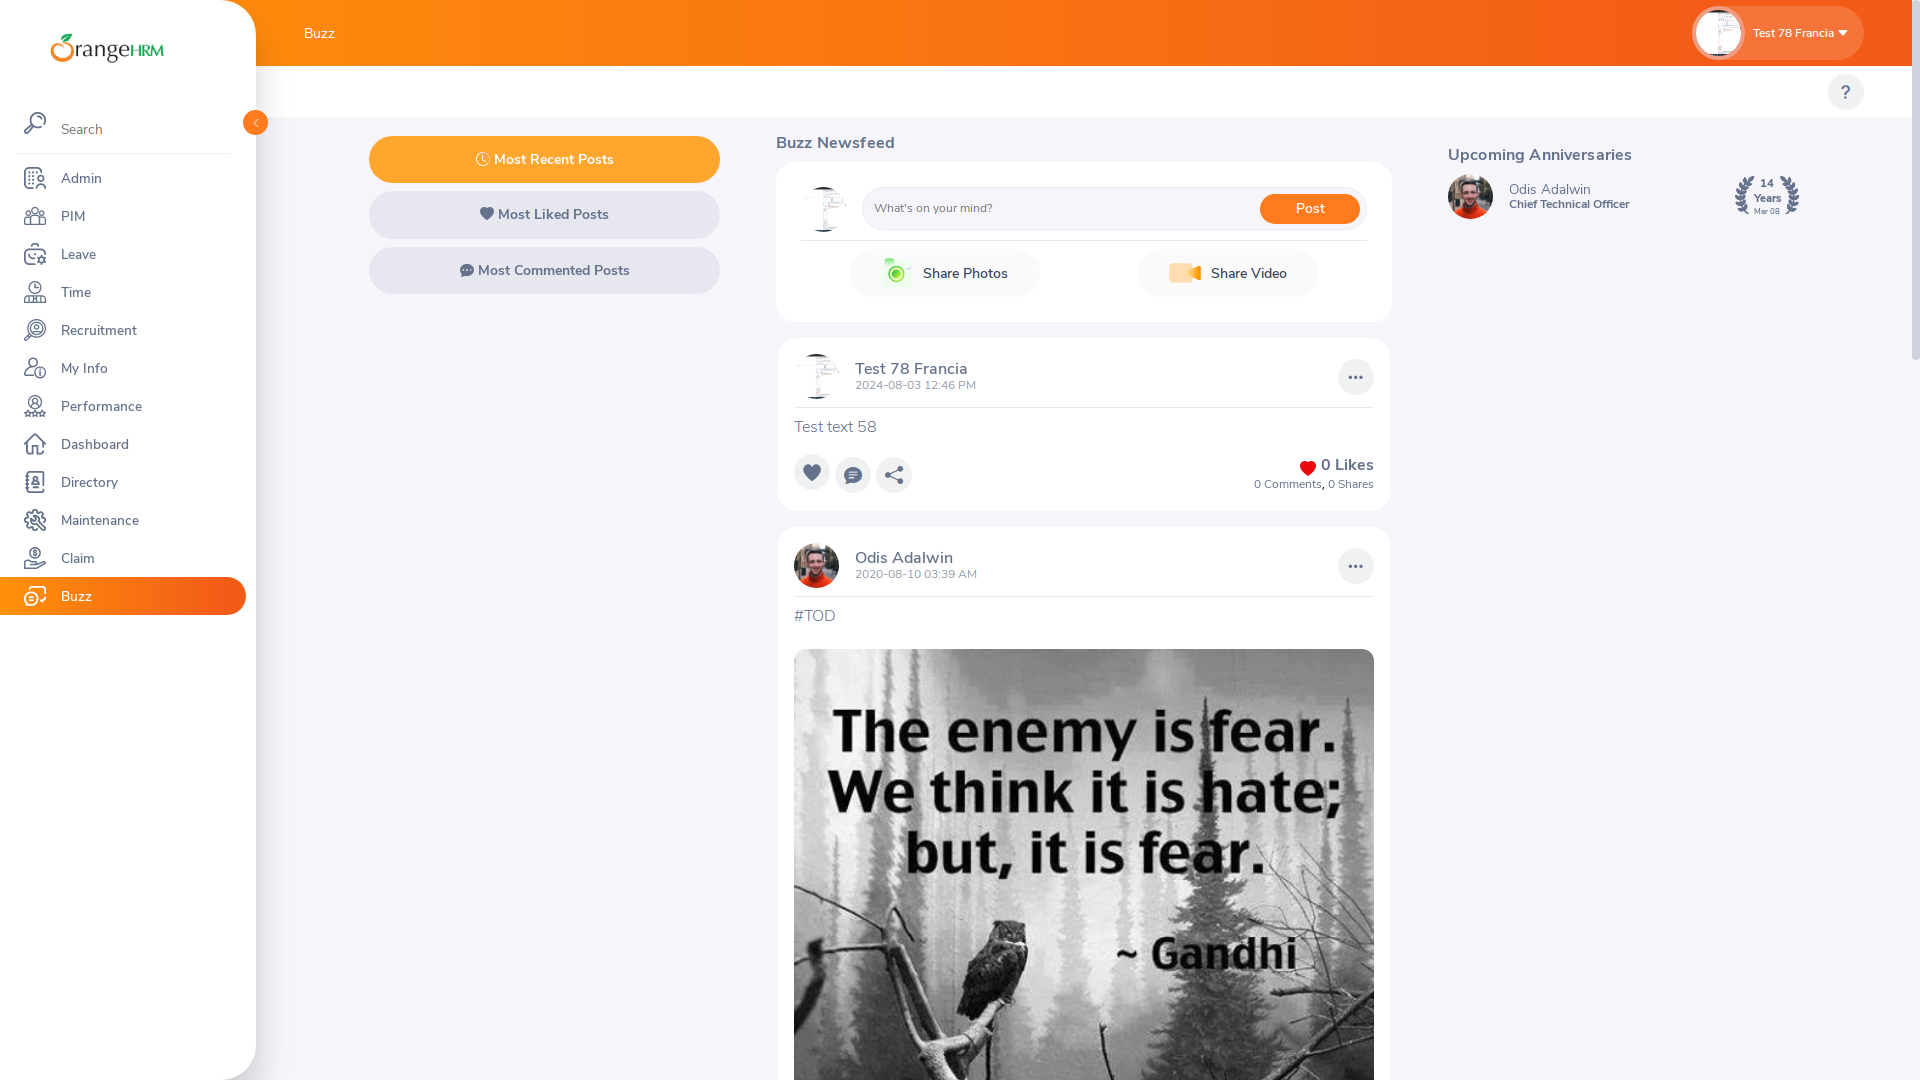 OrangeHRM
Search
Admin
PIM
Leave
Time
Recruitment
My Info
Performance
Dashboard
Directory
Maintenance
Claim
Buzz
Buzz
Test 78 Francia
?
Most Recent Posts
Most Liked Posts
Most Commented Posts
Buzz Newsfeed
What's on your mind?
Post
Share Photos
Share Video
Test 78 Francia
2024-08-03 12:46 PM
Test text 58
0 Likes
0 Comments, 0 Shares
Odis Adalwin
2020-08-10 03:39 AM
#TOD
The enemy is fear.
We think it is hate;
but, it is fear.
~ Gandhi
Upcoming Anniversaries
Odis Adalwin
Chief Technical Officer
14
Years
Mar 08